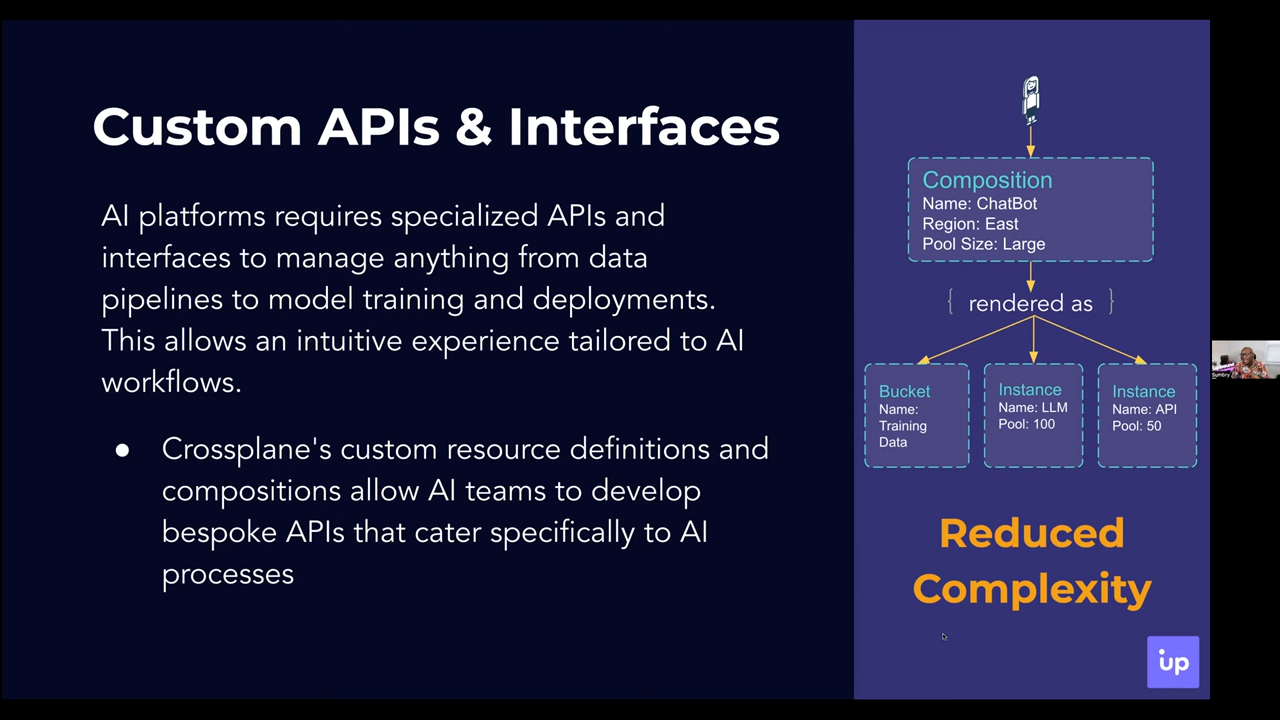 Custom APIs & Interfaces
AI platforms requires specialized APIs and
interfaces to manage anything from data
pipelines to model training and deployments.
This allows an intuitive experience tailored to AI
workflows.
● Crossplane's custom resource definitions and
compositions allow AI teams to develop
bespoke APIs that cater specifically to AI
processes
Composition
Name: ChatBot
Region: East
Pool Size: Large
{ rendered as }
Bucket
Name:
Training
Data
Instance
Name: LLM
Pool: 100
Instance
Name: API
Pool: 50
Reduced
Complexity
up
Sumbry